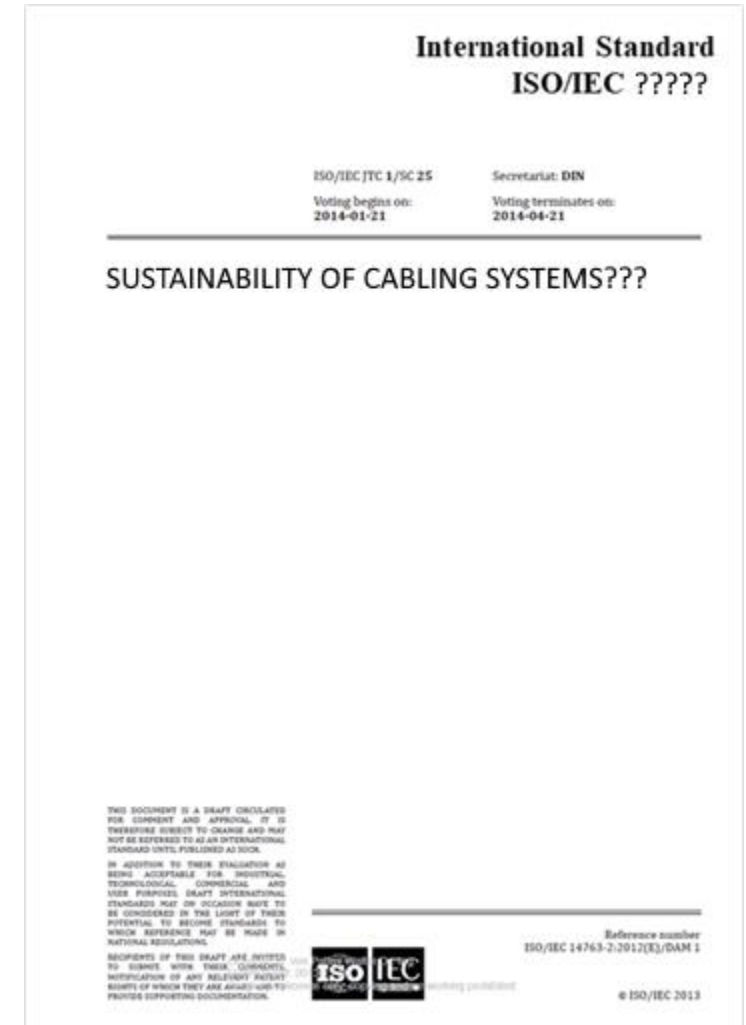 International Standard
ISO/IEC ?????
ISO/IEC JTC 1/SC 25
Secretariat: DIN
Voting begins on:
2014-01-21
Voting terminates on:
2014-04-21
SUSTAINABILITY OF CABLING SYSTEMS???
THIS DOCUMENT IS A DRAFT CIRCULATED
FOR COMMENT AND APPROVAL. IT IS
THEREFORE SUBJECT TO CHANGE AND MAY
NOT BE REFERRED TO AS AN INTERNATIONAL
STANDARD UNTIL PUBLISHED AS SUCH.
IN ADDITION TO THEIR EVALUATION AS
BEING ACCEPTABLE FOR INDUSTRIAL,
TECHNOLOGICAL, COMMERCIAL AND
USER PURPOSES, DRAFT INTERNATIONAL
STANDARDS MAY ON OCCASION HAVE TO
BE CONSIDERED IN THE LIGHT OF THEIR
POTENTIAL TO BECOME STANDARDS TO
WHICH REFERENCE MAY BE MADE IN
NATIONAL REGULATIONS.
RECIPIENTS OF THIS DRAFT ARE INVITED
TO SUBMIT, WITH THEIR COMMENTS,
NOTIFICATION OF ANY RELEVANT PATENT
RIGHTS OF WHICH THEY ARE AWARE AND TO
PROVIDE SUPPORTING DOCUMENTATION.
ISO IEC
Reference number
ISO/IEC 14763-2:2012(E)/DAM 1
© ISO/IEC 2013